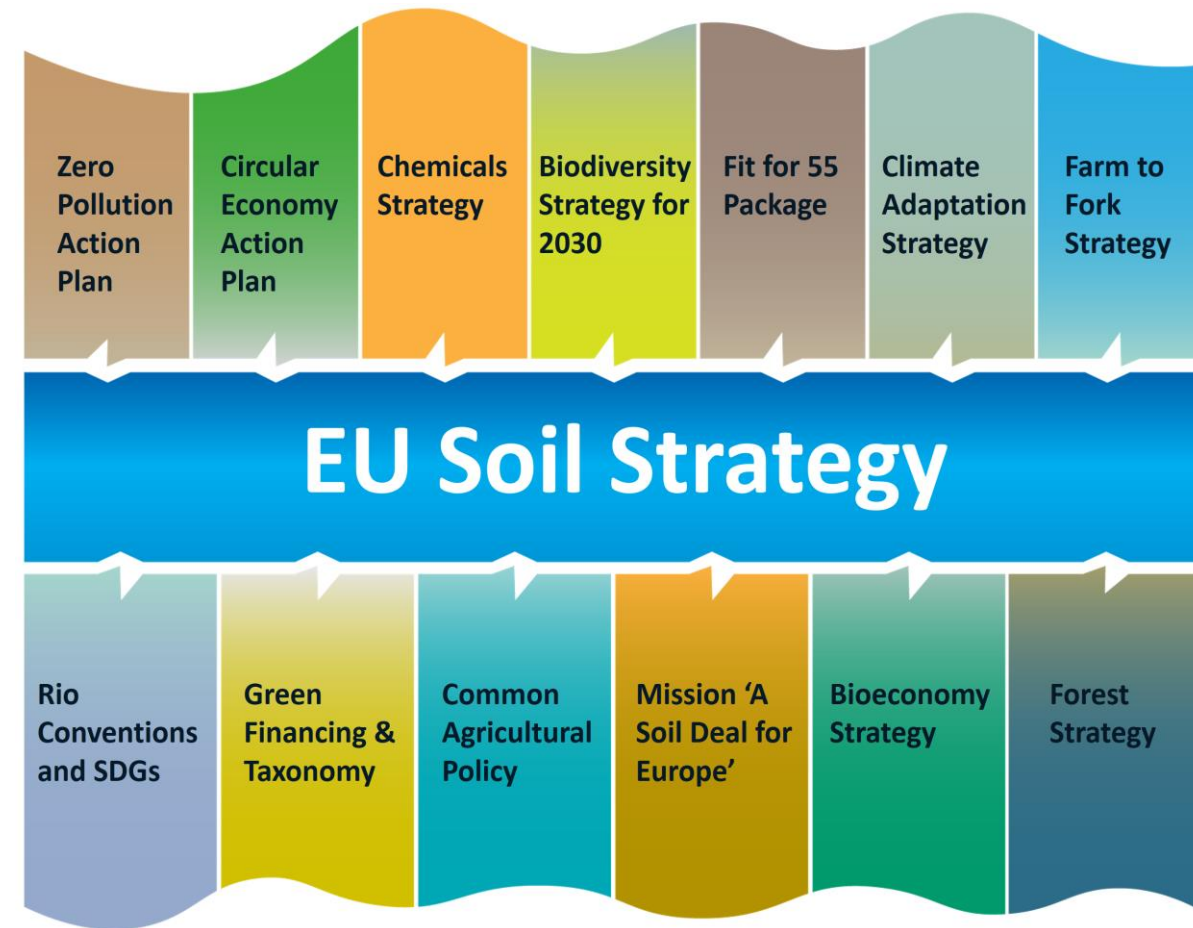 Zero
Pollution
Action
Plan
Circular
Economy
Action
Plan
Chemicals
Strategy
Biodiversity
Strategy for
2030
Fit for 55
Package
Climate
Adaptation
Strategy
Farm to
Fork
Strategy
EU Soil Strategy
Rio
Conventions
and SDGs
Green
Financing &
Taxonomy
Common
Agricultural
Policy
Mission ‘A
Soil Deal for
Europe’
Bioeconomy
Strategy
Forest
Strategy